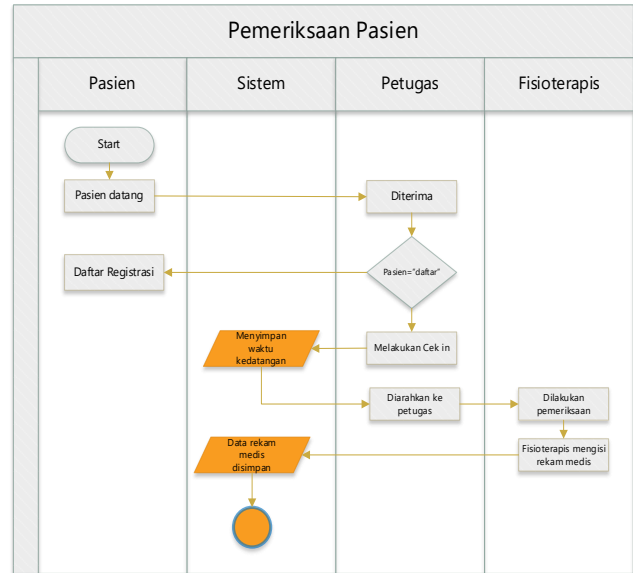 Pemeriksaan Pasien
Pasien
Sistem
Petugas
Fisioterapis
Start
Pasien datang
Diterima
Daftar Registrasi
Pasien="daftar"
Menyimpan
waktu
kedatangan
Melakukan Cek in
Diarahkan ke
petugas
Dilakukan
pemeriksaan
Data rekam
medis
disimpan
Fisioterapis mengisi
rekam medis